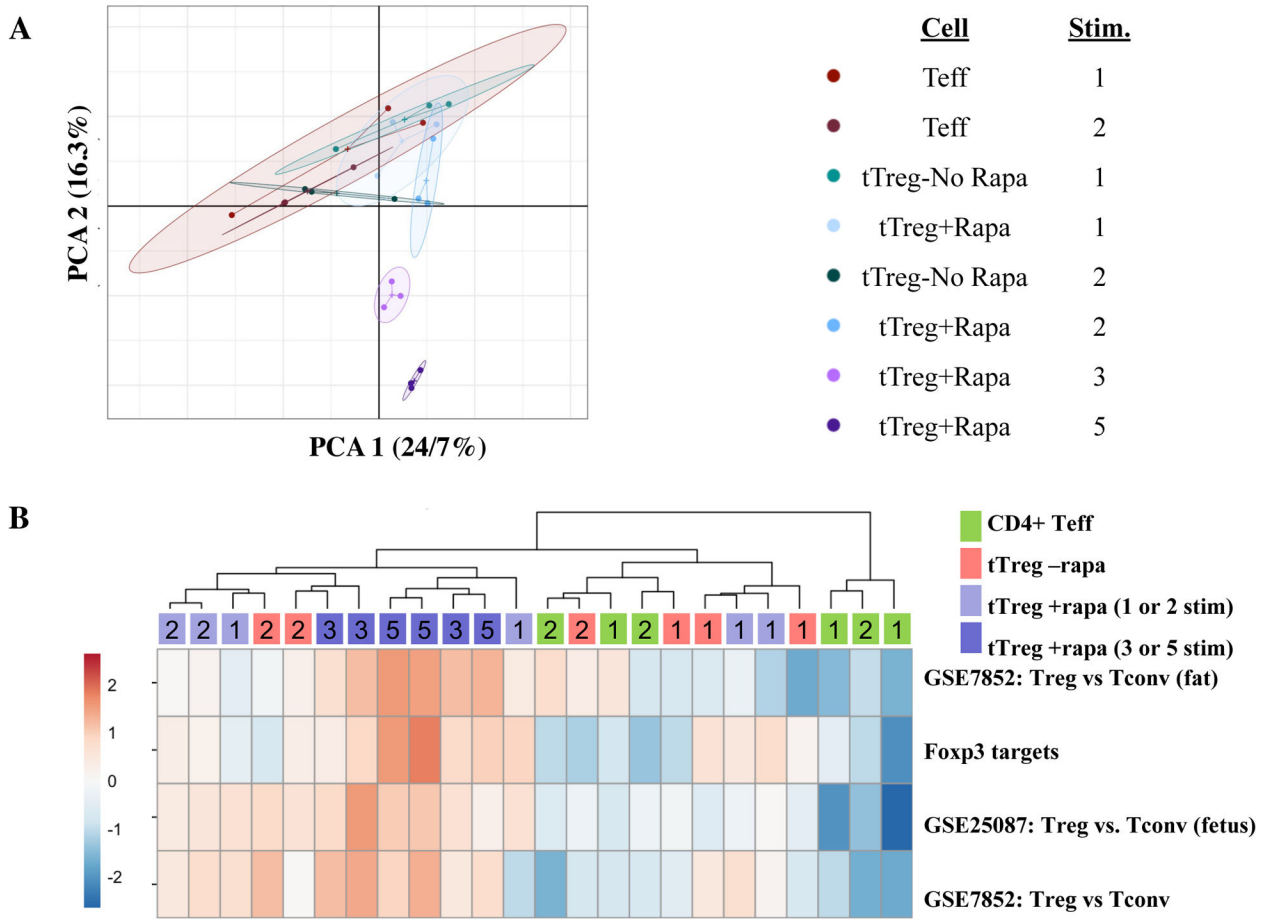 A
Cell Stim.
Teff 1
Teff 2
tTreg-No Rapa 1
tTreg+Rapa 1
tTreg-No Rapa 2
tTreg+Rapa 2
tTreg+Rapa 3
tTreg+Rapa 5
PCA 2 (16.3%)
PCA 1 (24/7%)
B
CD4+ Teff
tTreg –rapa
tTreg +rapa (1 or 2 stim)
tTreg +rapa (3 or 5 stim)
2 2 1 2 2 3 3 5 5 3 5 1 2 2 1 2 1 1 1 1 1 1 2 1
2
1
0
-1
-2
GSE7852: Treg vs Tconv (fat)
Foxp3 targets
GSE25087: Treg vs. Tconv (fetus)
GSE7852: Treg vs Tconv